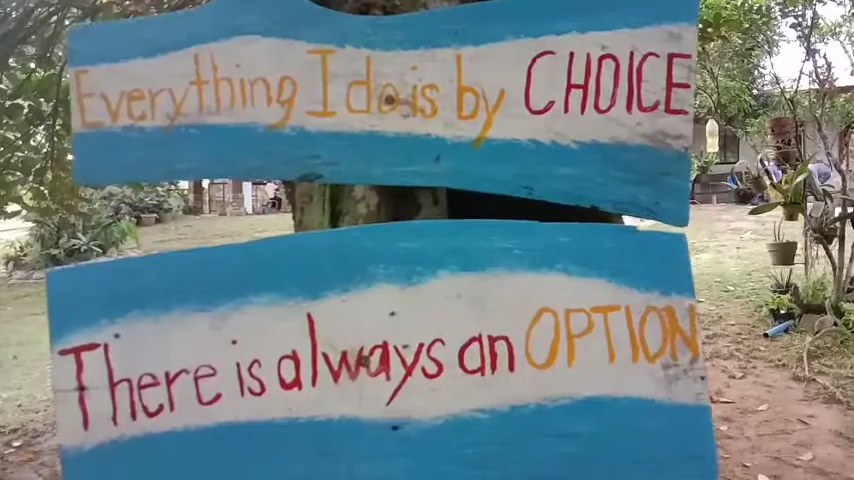 Everything I do is by CHOICE
There is always an OPTION